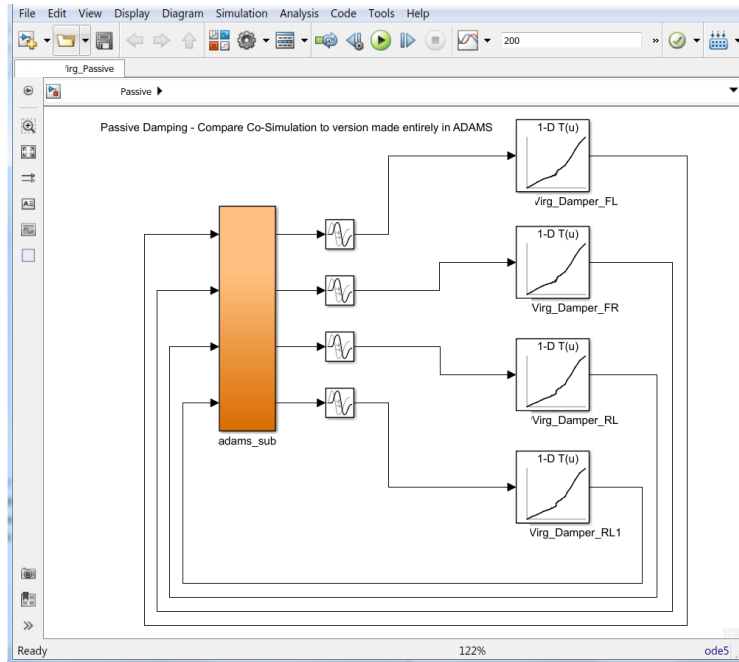 File Edit View Display Diagram Simulation Analysis Code Tools Help
200
»
Virg_Passive
Passive
Passive Damping - Compare Co-Simulation to version made entirely in ADAMS
1-D T(u)
Virg_Damper_FL
1-D T(u)
Virg_Damper_FR
1-D T(u)
Virg_Damper_RL
adams_sub
1-D T(u)
Virg_Damper_RL1
»
Ready 122% ode5